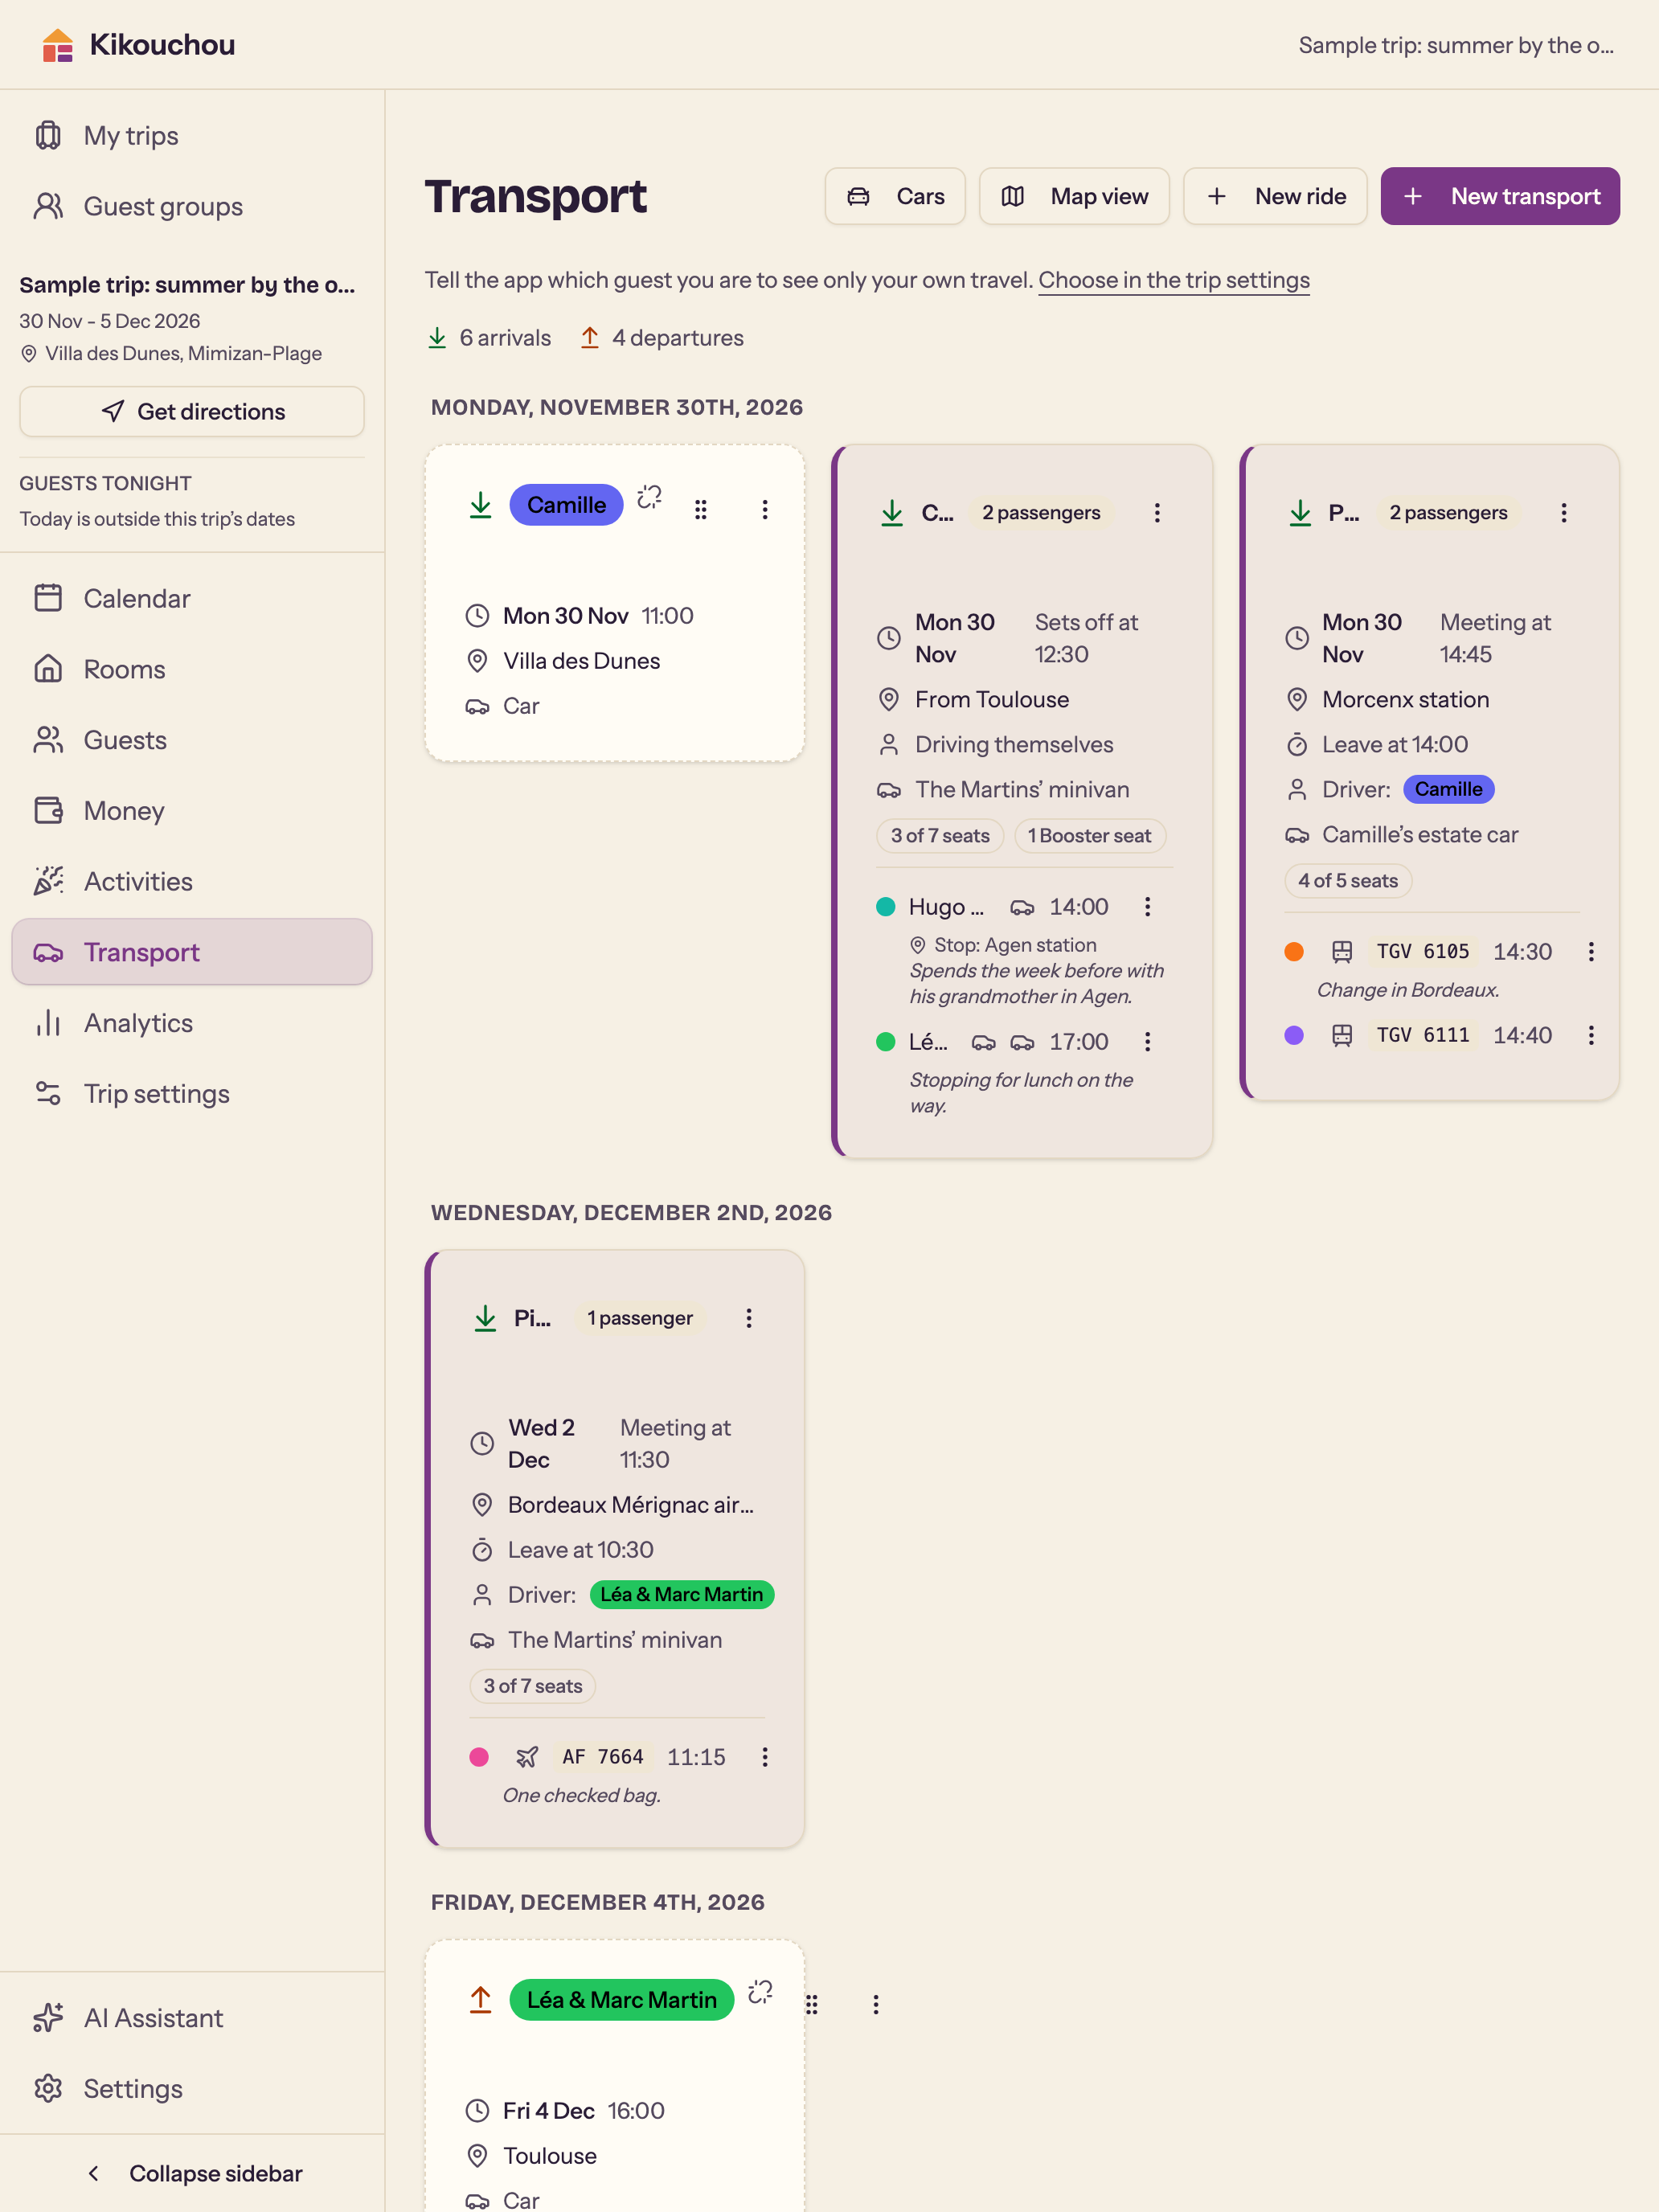 Kikouchou
Sample trip: summer by the o...
My trips
Guest groups
Sample trip: summer by the o...
30 Nov - 5 Dec 2026
Villa des Dunes, Mimizan-Plage
Get directions
GUESTS TONIGHT
Today is outside this trip's dates
Calendar
Rooms
Guests
Money
Activities
Transport
Analytics
Trip settings
AI Assistant
Settings
Collapse sidebar
Transport
Cars
Map view
New ride
New transport
Tell the app which guest you are to see only your own travel. Choose in the trip settings
6 arrivals
4 departures
MONDAY, NOVEMBER 30TH, 2026
Camille
Mon 30 Nov 11:00
Villa des Dunes
Car
C... 2 passengers
Mon 30
Nov
Sets off at
12:30
From Toulouse
Driving themselves
The Martins' minivan
3 of 7 seats
1 Booster seat
Hugo ... 14:00
Stop: Agen station
Spends the week before with
his grandmother in Agen.
Lé... 17:00
Stopping for lunch on the
way.
P... 2 passengers
Mon 30
Nov
Meeting at
14:45
Morcenx station
Leave at 14:00
Driver: Camille
Camille's estate car
4 of 5 seats
TGV 6105 14:30
Change in Bordeaux.
TGV 6111 14:40
WEDNESDAY, DECEMBER 2ND, 2026
Pi... 1 passenger
Wed 2
Dec
Meeting at
11:30
Bordeaux Mérignac air...
Leave at 10:30
Driver: Léa & Marc Martin
The Martins' minivan
3 of 7 seats
AF 7664 11:15
One checked bag.
FRIDAY, DECEMBER 4TH, 2026
Léa & Marc Martin
Fri 4 Dec 16:00
Toulouse
Car